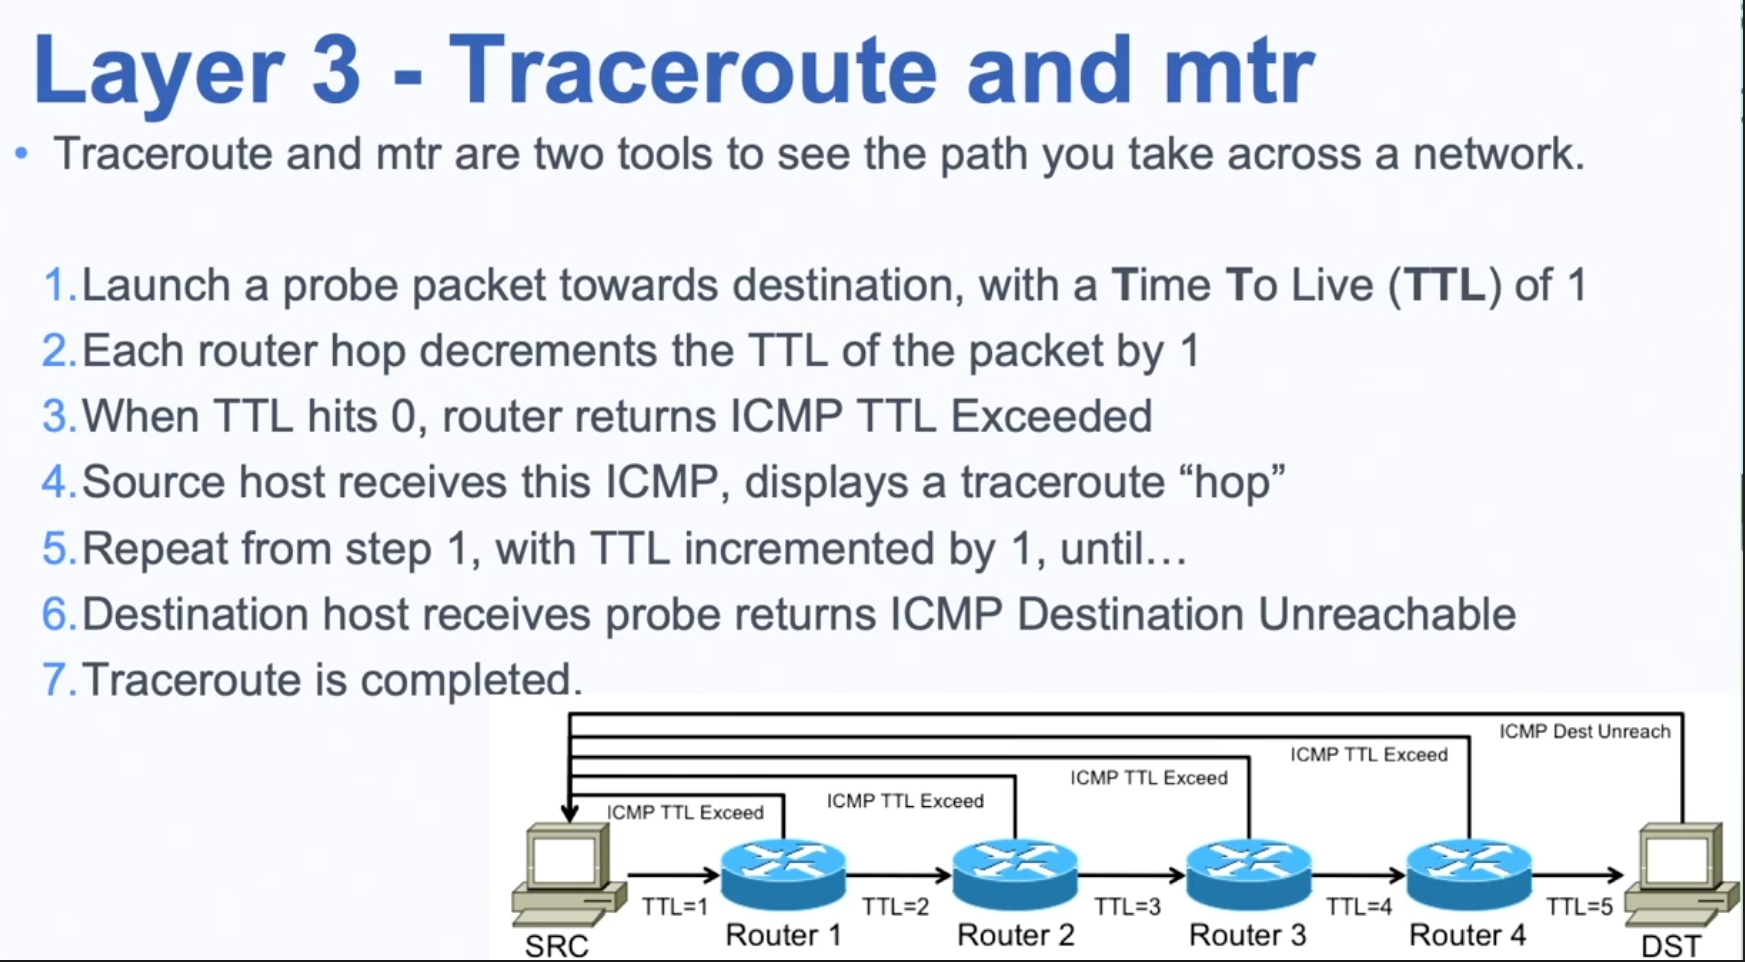 Layer 3 - Traceroute and mtr
• Traceroute and mtr are two tools to see the path you take across a network.
1.Launch a probe packet towards destination, with a Time To Live (TTL) of 1
2.Each router hop decrements the TTL of the packet by 1
3.When TTL hits 0, router returns ICMP TTL Exceeded
4.Source host receives this ICMP, displays a traceroute “hop”
5.Repeat from step 1, with TTL incremented by 1, until…
6.Destination host receives probe returns ICMP Destination Unreachable
7.Traceroute is completed.
ICMP Dest Unreach
ICMP TTL Exceed
ICMP TTL Exceed
ICMP TTL Exceed
ICMP TTL Exceed
TTL=1
TTL=2
TTL=3
TTL=4
TTL=5
SRC
Router 1
Router 2
Router 3
Router 4
DST